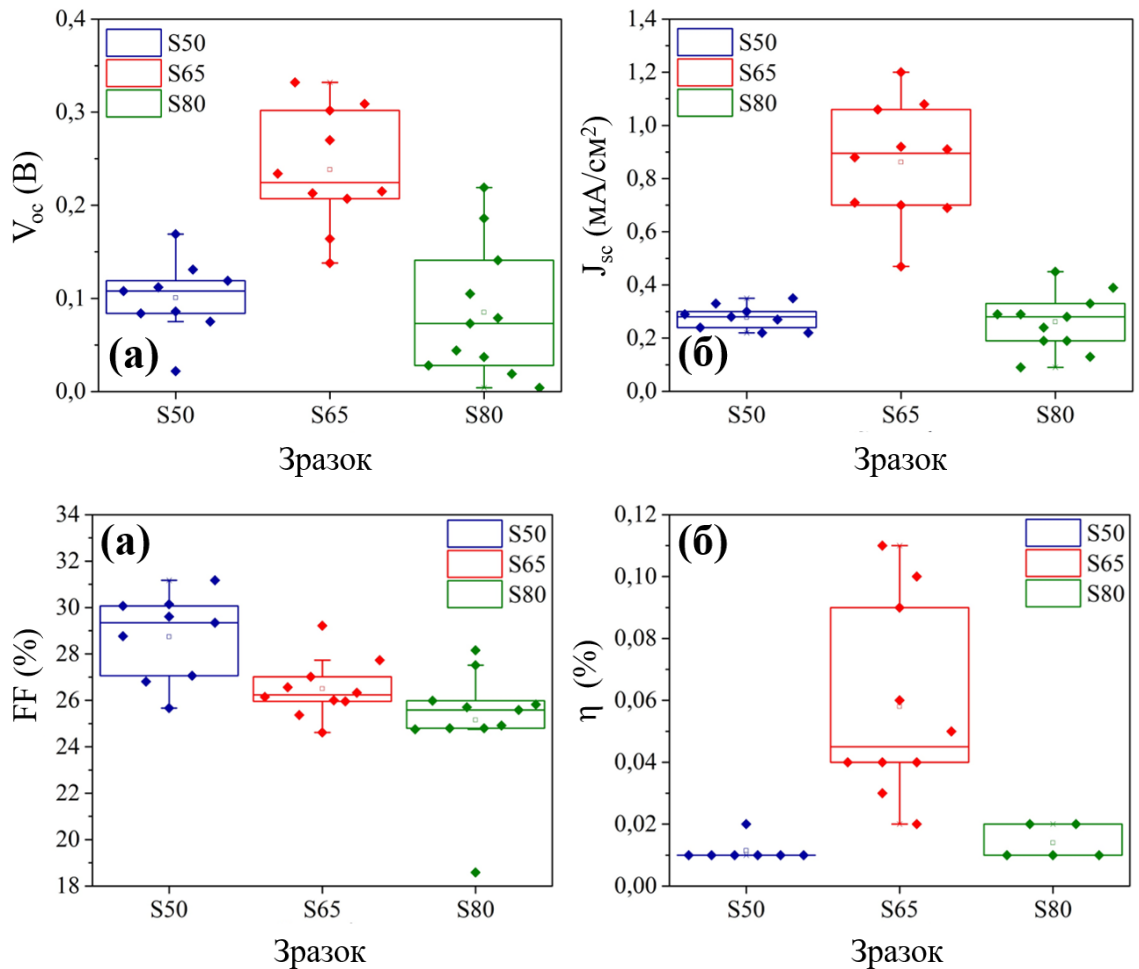 0,4
0,3
0,2
0,1
0,0
V_oc (В)
S50
S65
S80
(а)
S50 S65 S80
Зразок
1,4
1,2
1,0
0,8
0,6
0,4
0,2
0,0
J_sc (мА/см²)
S50
S65
S80
(б)
S50 S65 S80
Зразок
34
32
30
28
26
24
22
20
18
FF (%)
(а)
S50
S65
S80
S50 S65 S80
Зразок
0,12
0,10
0,08
0,06
0,04
0,02
0,00
η (%)
(б)
S50
S65
S80
S50 S65 S80
Зразок